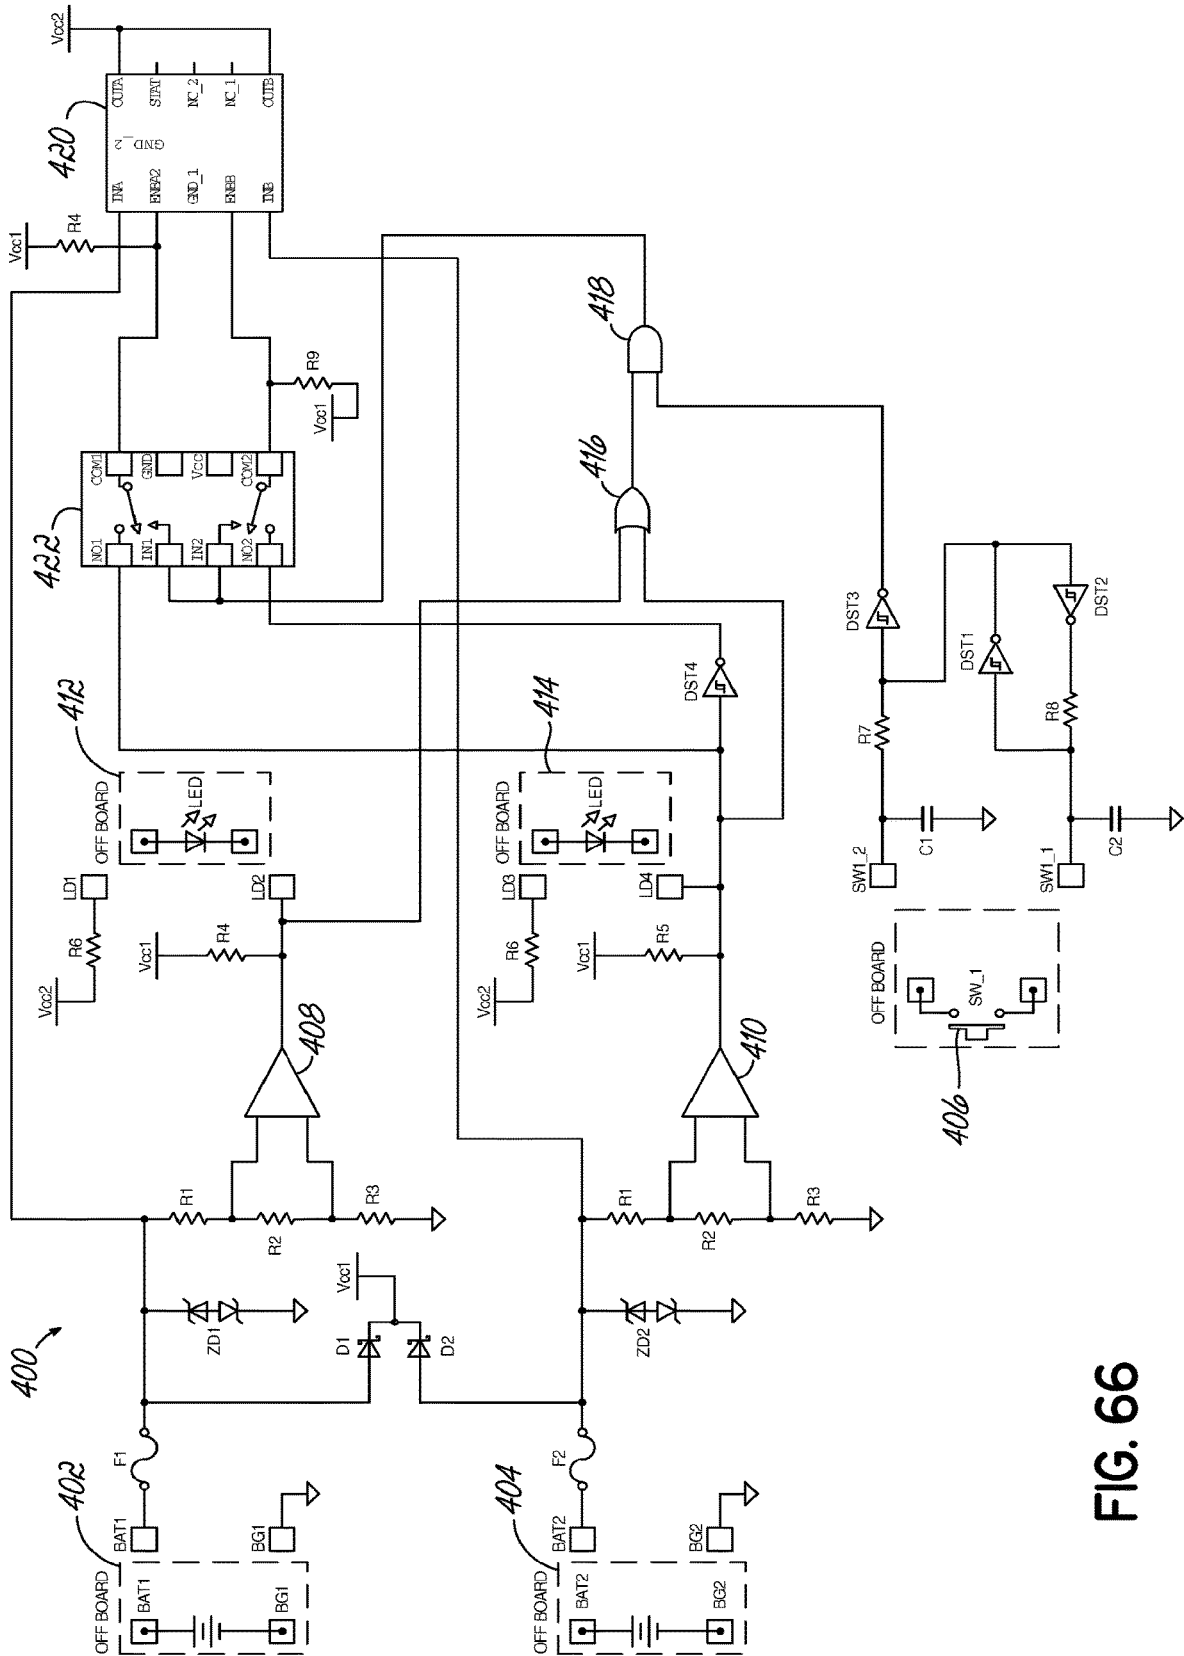 FIG. 66
400
OFF BOARD
402
BAT1
BG1
BAT1
BG1
F1
ZD1
D1
D2
Vcc1
R1
R2
R3
408
Vcc1
R4
Vcc2
R6
LD1
LD2
OFF BOARD
412
LED
OFF BOARD
404
BAT2
BG2
BAT2
BG2
F2
ZD2
R1
R2
R3
410
Vcc1
R5
Vcc2
R6
LD3
LD4
OFF BOARD
414
LED
DST4
422
NO1
IN1
IN2
NO2
COM1
GND
Vcc
COM2
Vcc1
R9
Vcc1
R4
420
INA
ENBA2
GND_1
ENBB
INB
GND_2
OUTA
STAT
NC_2
NC_1
OUTB
Vcc2
416
418
OFF BOARD
406
SW_1
SW1_2
SW1_1
C1
C2
R7
R8
DST1
DST2
DST3